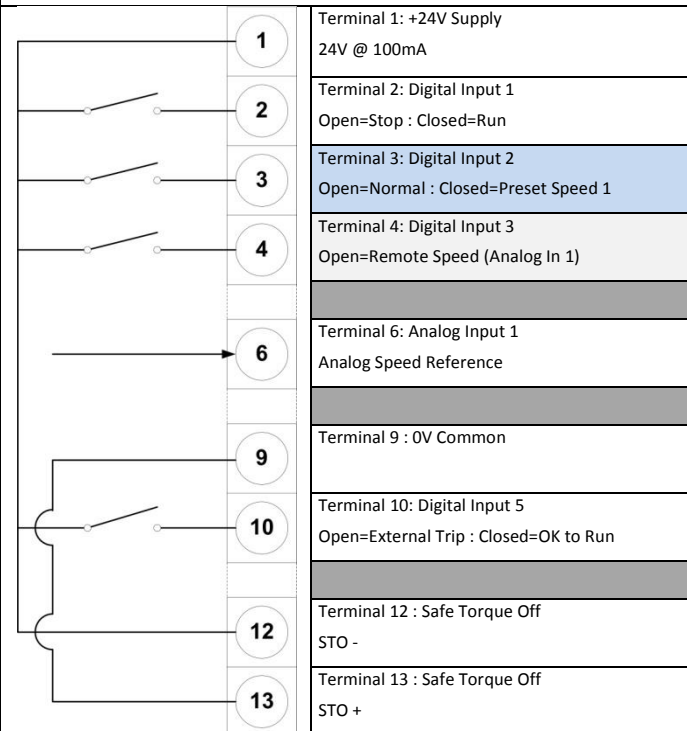 1
Terminal 1: +24V Supply
24V @ 100mA
2
Terminal 2: Digital Input 1
Open=Stop : Closed=Run
3
Terminal 3: Digital Input 2
Open=Normal : Closed=Preset Speed 1
4
Terminal 4: Digital Input 3
Open=Remote Speed (Analog In 1)
6
Terminal 6: Analog Input 1
Analog Speed Reference
9
Terminal 9 : 0V Common
10
Terminal 10: Digital Input 5
Open=External Trip : Closed=OK to Run
12
Terminal 12 : Safe Torque Off
STO -
13
Terminal 13 : Safe Torque Off
STO +